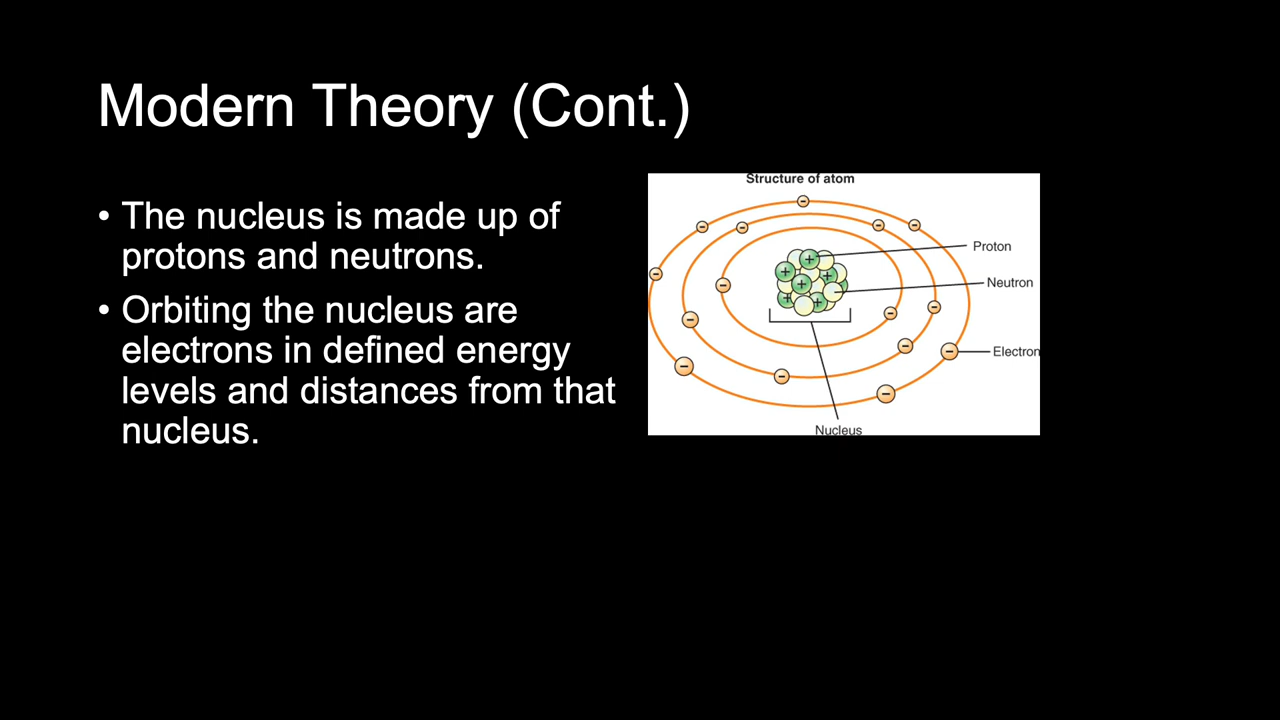 Modern Theory (Cont.)
• The nucleus is made up of
protons and neutrons.
• Orbiting the nucleus are
electrons in defined energy
levels and distances from that
nucleus.
Structure of atom
Proton
Neutron
Electron
Nucleus